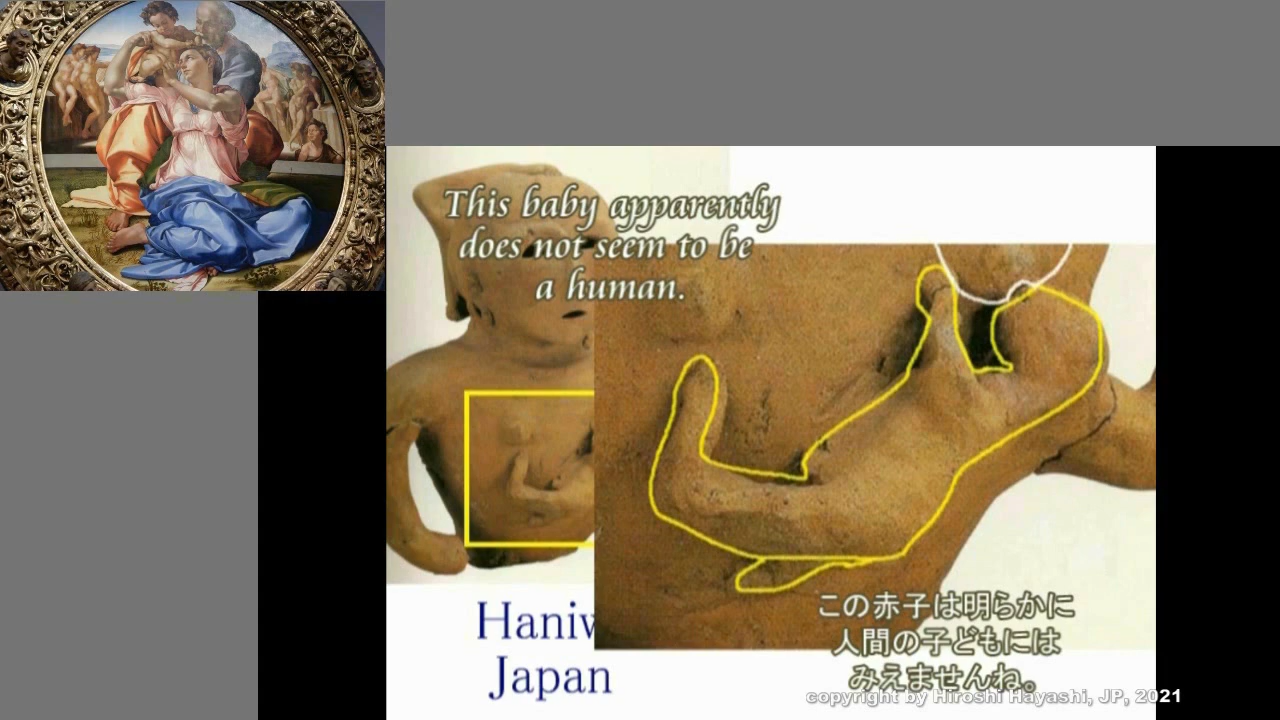 This baby apparently
does not seem to be
a human.
Haniw
Japan
この赤子は明らかに
人間の子どもには
みえませんね。
copyright by Hiroshi Hayashi, JP, 2021